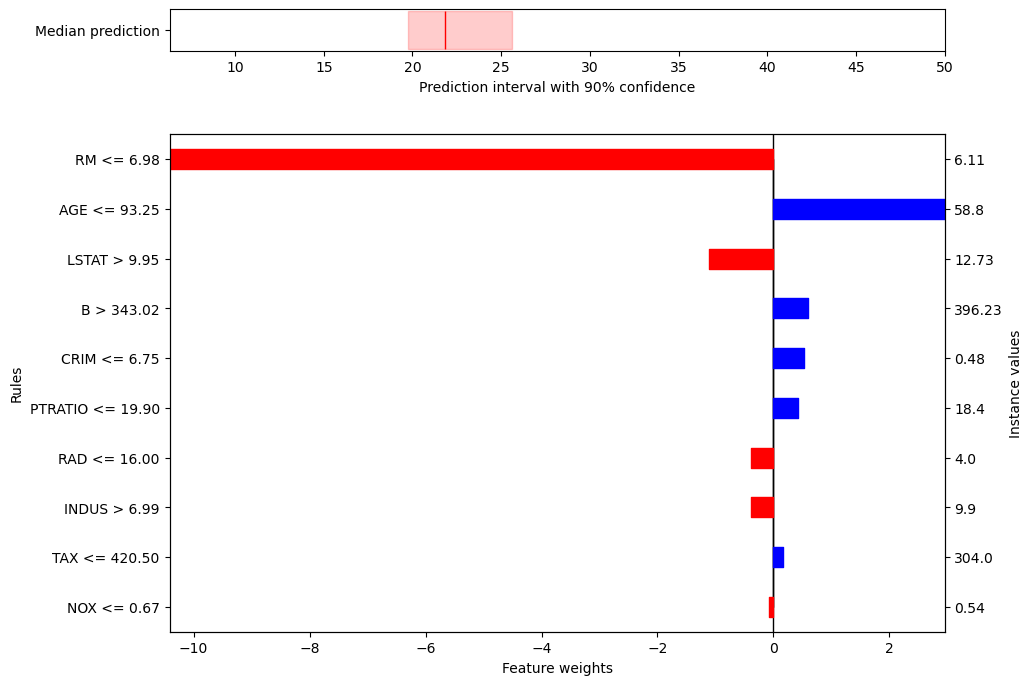 Median prediction
10 15 20 25 30 35 40 45 50
Prediction interval with 90% confidence
Rules
Instance values
RM <= 6.98 6.11
AGE <= 93.25 58.8
LSTAT > 9.95 12.73
B > 343.02 396.23
CRIM <= 6.75 0.48
PTRATIO <= 19.90 18.4
RAD <= 16.00 4.0
INDUS > 6.99 9.9
TAX <= 420.50 304.0
NOX <= 0.67 0.54
−10 −8 −6 −4 −2 0 2
Feature weights